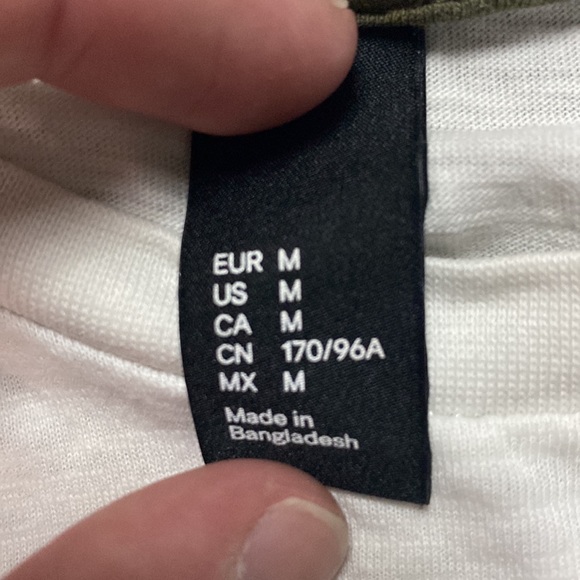 EUR M
US M
CA M
CN 170/96A
MX M
Made in
Bangladesh